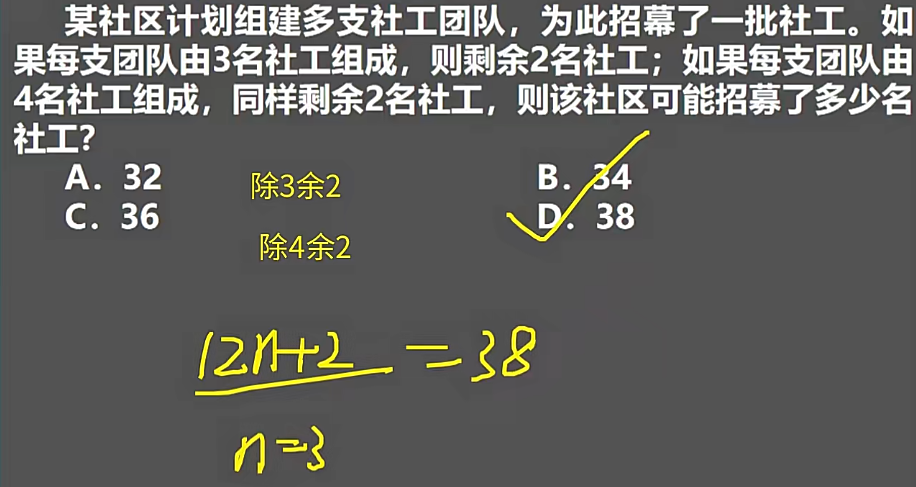 某社区计划组建多支社工团队，为此招募了一批社工。如
果每支团队由3名社工组成，则剩余2名社工；如果每支团队由
4名社工组成，同样剩余2名社工，则该社区可能招募了多少名
社工？
A. 32
B. 34
C. 36
D. 38
除3余2
除4余2
12n+2=38
n=3